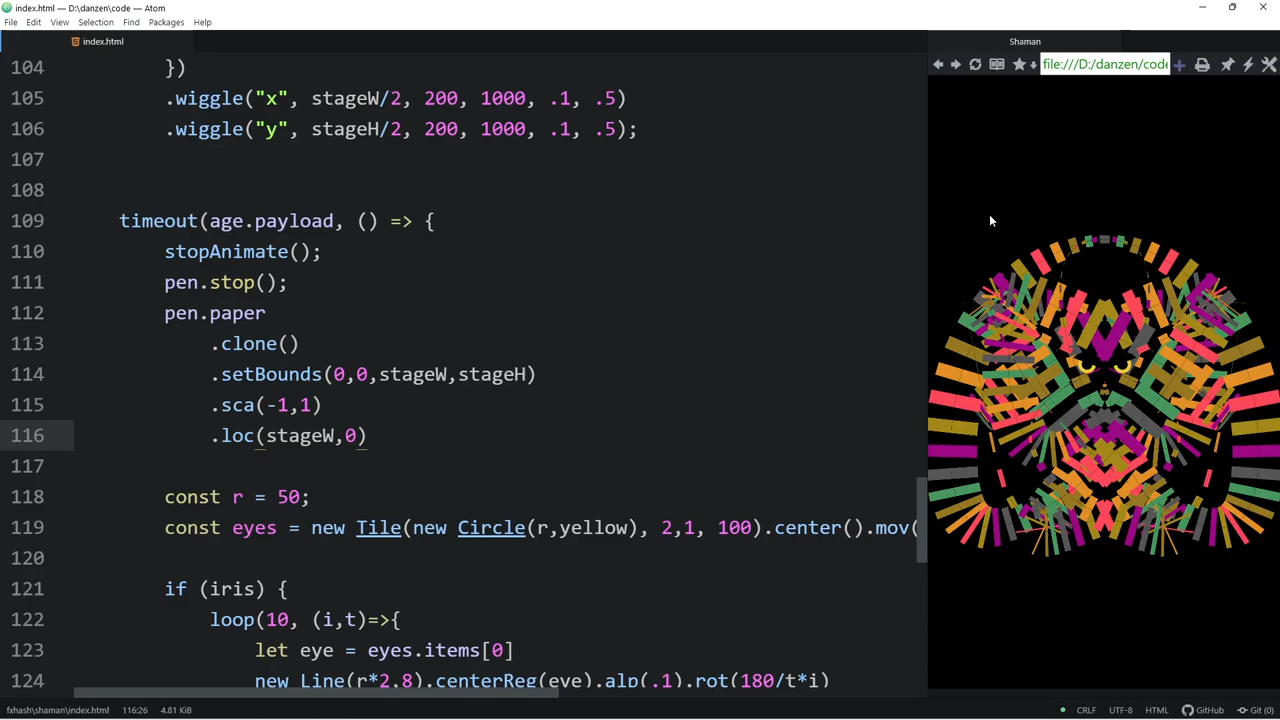 index.html — D:\danzen\code — Atom
File Edit View Selection Find Packages Help
index.html
Shaman
file:///D:/danzen/code
104 })
105 .wiggle("x", stageW/2, 200, 1000, .1, .5)
106 .wiggle("y", stageH/2, 200, 1000, .1, .5);
107
108
109 timeout(age.payload, () => {
110 stopAnimate();
111 pen.stop();
112 pen.paper
113 .clone()
114 .setBounds(0,0,stageW,stageH)
115 .sca(-1,1)
116 .loc(stageW,0)
117
118 const r = 50;
119 const eyes = new Tile(new Circle(r,yellow), 2,1, 100).center().mov(
120
121 if (iris) {
122 loop(10, (i,t)=>{
123 let eye = eyes.items[0]
124 new Line(r*2.8).centerReg(eye).alp(.1).rot(180/t*i)
fxhash\shaman\index.html 116:26 4.81 KiB CRLF UTF-8 HTML GitHub Git (0)